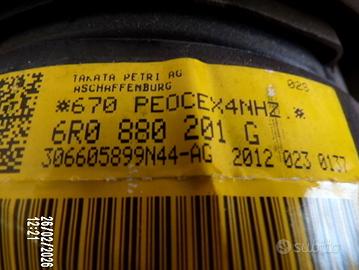 TAKATA PETRI AG
ASCHAFFENBURG
023
*670 PEOCEX4NHZ.*
6R0 880 201 G
306605899N44-AG 2012 023 0137
12:21
26/02/2026
subito